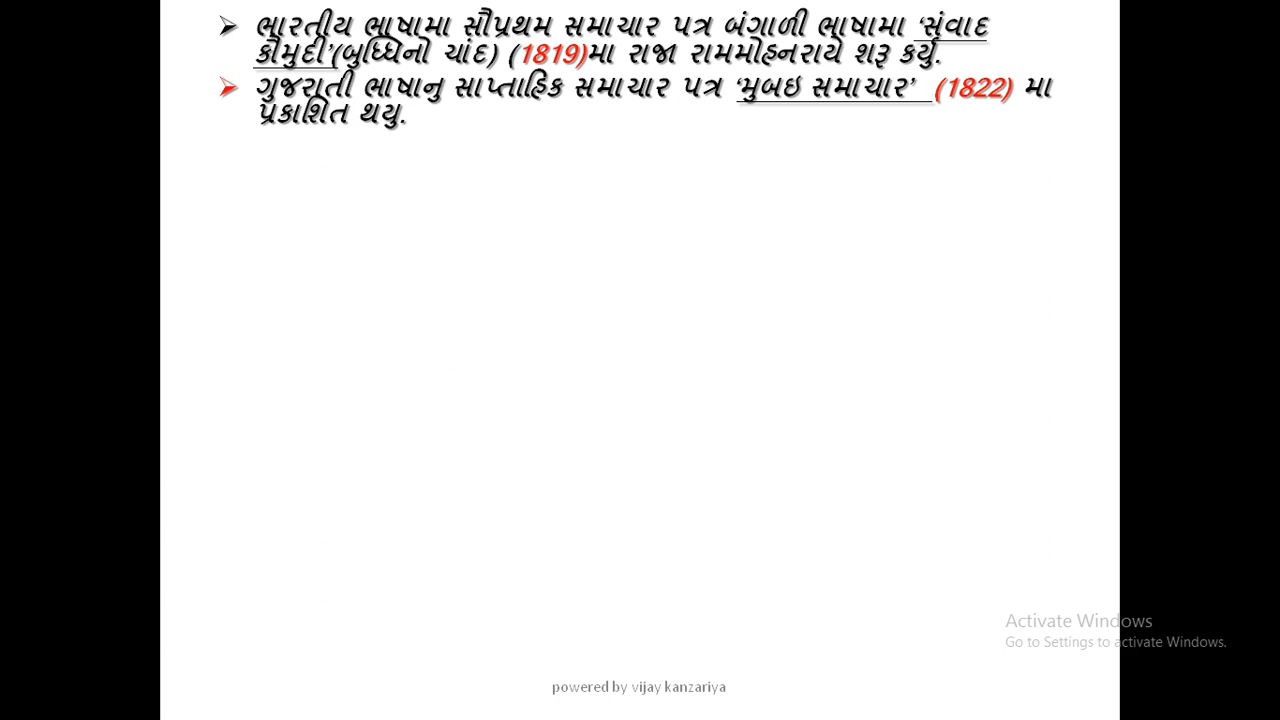 ➢ ભારતીય ભાષામા સૌપ્રથમ સમાચાર પત્ર બંગાળી ભાષામા ‘સંવાદ
કૌમુદી’(બુધ્ધિનો ચાંદ) (1819)મા રાજા રામમોહનરાયે શરૂ કર્યુ.
➢ ગુજરાતી ભાષાનુ સાપ્તાહિક સમાચાર પત્ર ‘મુબઇ સમાચાર’ (1822) મા
પ્રકાશિત થયુ.
Activate Windows
Go to Settings to activate Windows.
powered by vijay kanzariya